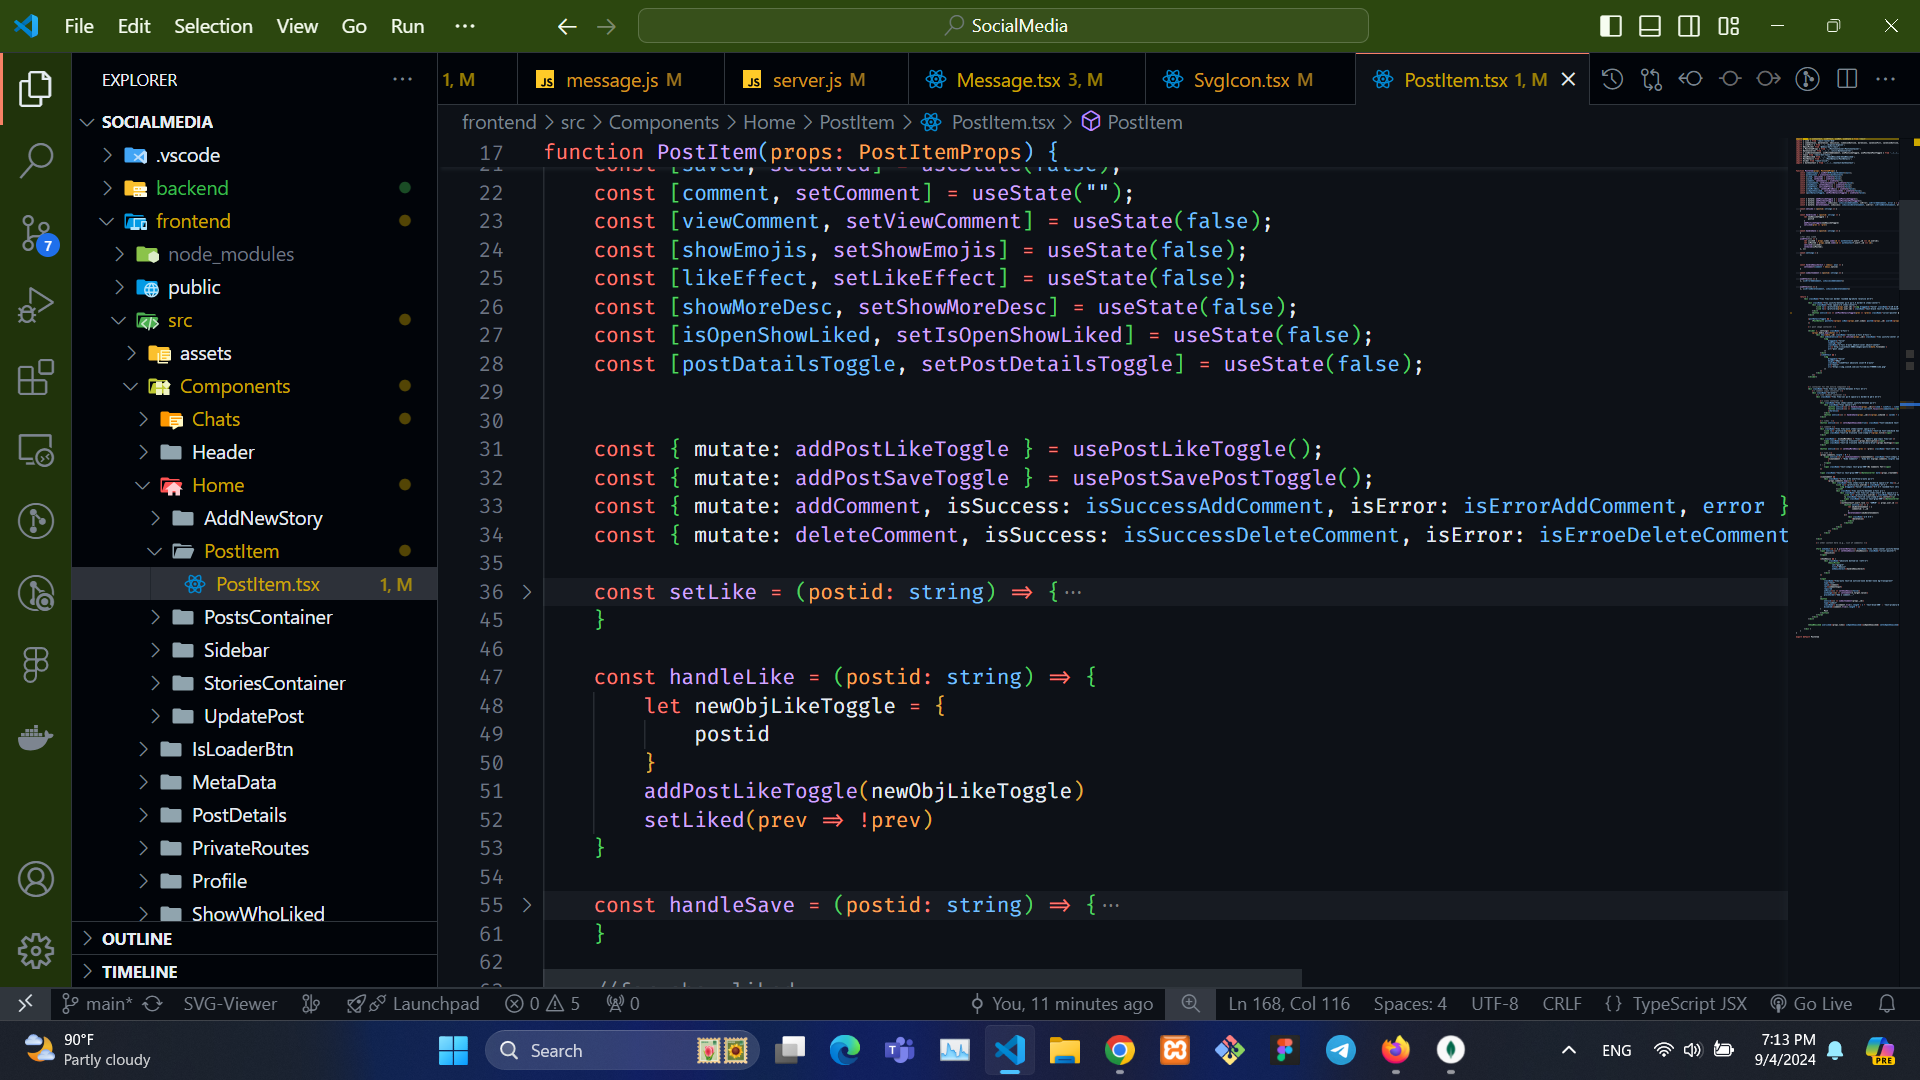 File Edit Selection View Go Run ··· SocialMedia
EXPLORER
1, M message.js M server.js M Message.tsx 3, M SvgIcon.tsx M PostItem.tsx 1, M
SOCIALMEDIA
.vscode
backend
frontend
node_modules
public
src
assets
Components
Chats
Header
Home
AddNewStory
PostItem
PostItem.tsx 1, M
PostsContainer
Sidebar
StoriesContainer
UpdatePost
IsLoaderBtn
MetaData
PostDetails
PrivateRoutes
Profile
ShowWhoLiked
OUTLINE
TIMELINE
7
frontend > src > Components > Home > PostItem > PostItem.tsx > PostItem
17 function PostItem(props: PostItemProps) {
21 const [saved, setSaved] = useState(false);
22 const [comment, setComment] = useState("");
23 const [viewComment, setViewComment] = useState(false);
24 const [showEmojis, setShowEmojis] = useState(false);
25 const [likeEffect, setLikeEffect] = useState(false);
26 const [showMoreDesc, setShowMoreDesc] = useState(false);
27 const [isOpenShowLiked, setIsOpenShowLiked] = useState(false);
28 const [postDatailsToggle, setPostDetailsToggle] = useState(false);
29
30
31 const { mutate: addPostLikeToggle } = usePostLikeToggle();
32 const { mutate: addPostSaveToggle } = usePostSavePostToggle();
33 const { mutate: addComment, isSuccess: isSuccessAddComment, isError: isErrorAddComment, error }
34 const { mutate: deleteComment, isSuccess: isSuccessDeleteComment, isError: isErroeDeleteComment
35
36 const setLike = (postid: string) => {···
45 }
46
47 const handleLike = (postid: string) => {
48 let newObjLikeToggle = {
49 postid
50 }
51 addPostLikeToggle(newObjLikeToggle)
52 setLiked(prev => !prev)
53 }
54
55 const handleSave = (postid: string) => {···
61 }
62
main* SVG-Viewer Launchpad 0 5 0 You, 11 minutes ago Ln 168, Col 116 Spaces: 4 UTF-8 CRLF {} TypeScript JSX Go Live
90°F
Partly cloudy
Search
ENG
7:13 PM
9/4/2024
PRE